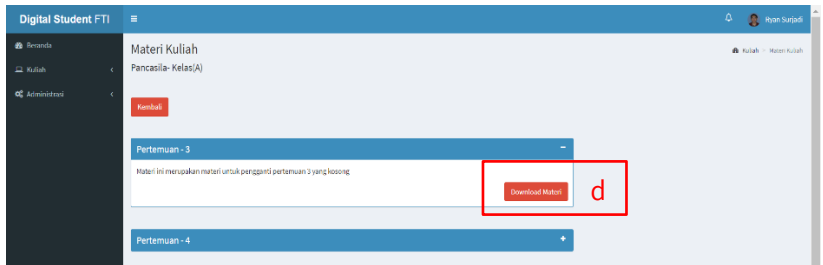 Digital Student FTI
Ryan Surjadi
Beranda
Materi Kuliah
Kuliah > Materi Kuliah
Kuliah
Pancasila- Kelas(A)
Administrasi
Kembali
Pertemuan - 3
Materi ini merupakan materi untuk pengganti pertemuan 3 yang kosong
Download Materi
d
Pertemuan - 4